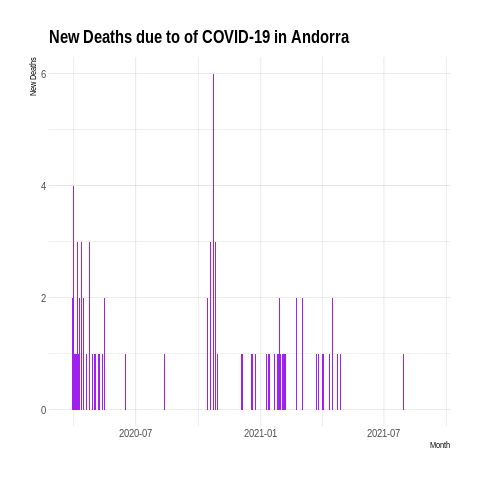 New Deaths due to of COVID-19 in Andorra
New Deaths
6
4
2
0
2020-07
2021-01
2021-07
Month